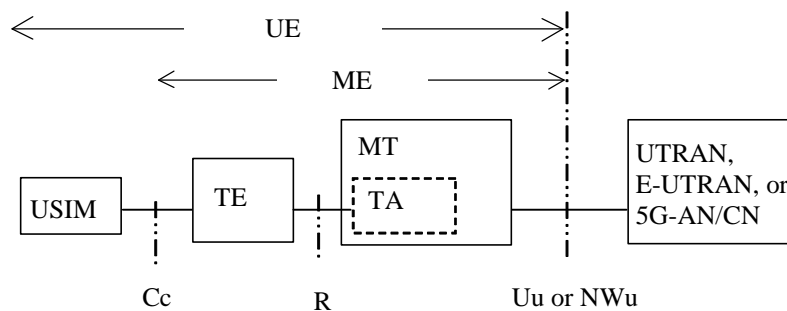 UE
ME
MT
UTRAN,
E-UTRAN, or
5G-AN/CN
USIM
TE
TA
Cc
R
Uu or NWu